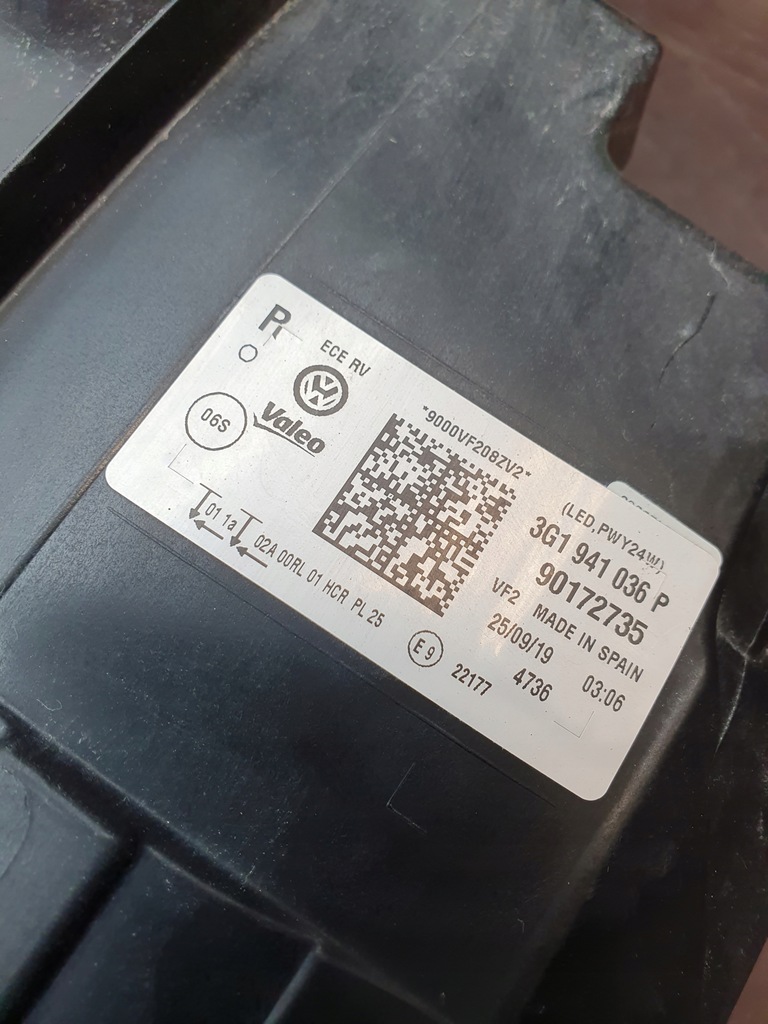 R
ECE RV
06S
Valeo
*9000VF208ZV2*
(LED,PWY24W)
3G1 941 036 P
90172735
VF2 MADE IN SPAIN
25/09/19 03:06
4736
01 1a 02A 00RL 01 HCR PL 25
E 9
22177